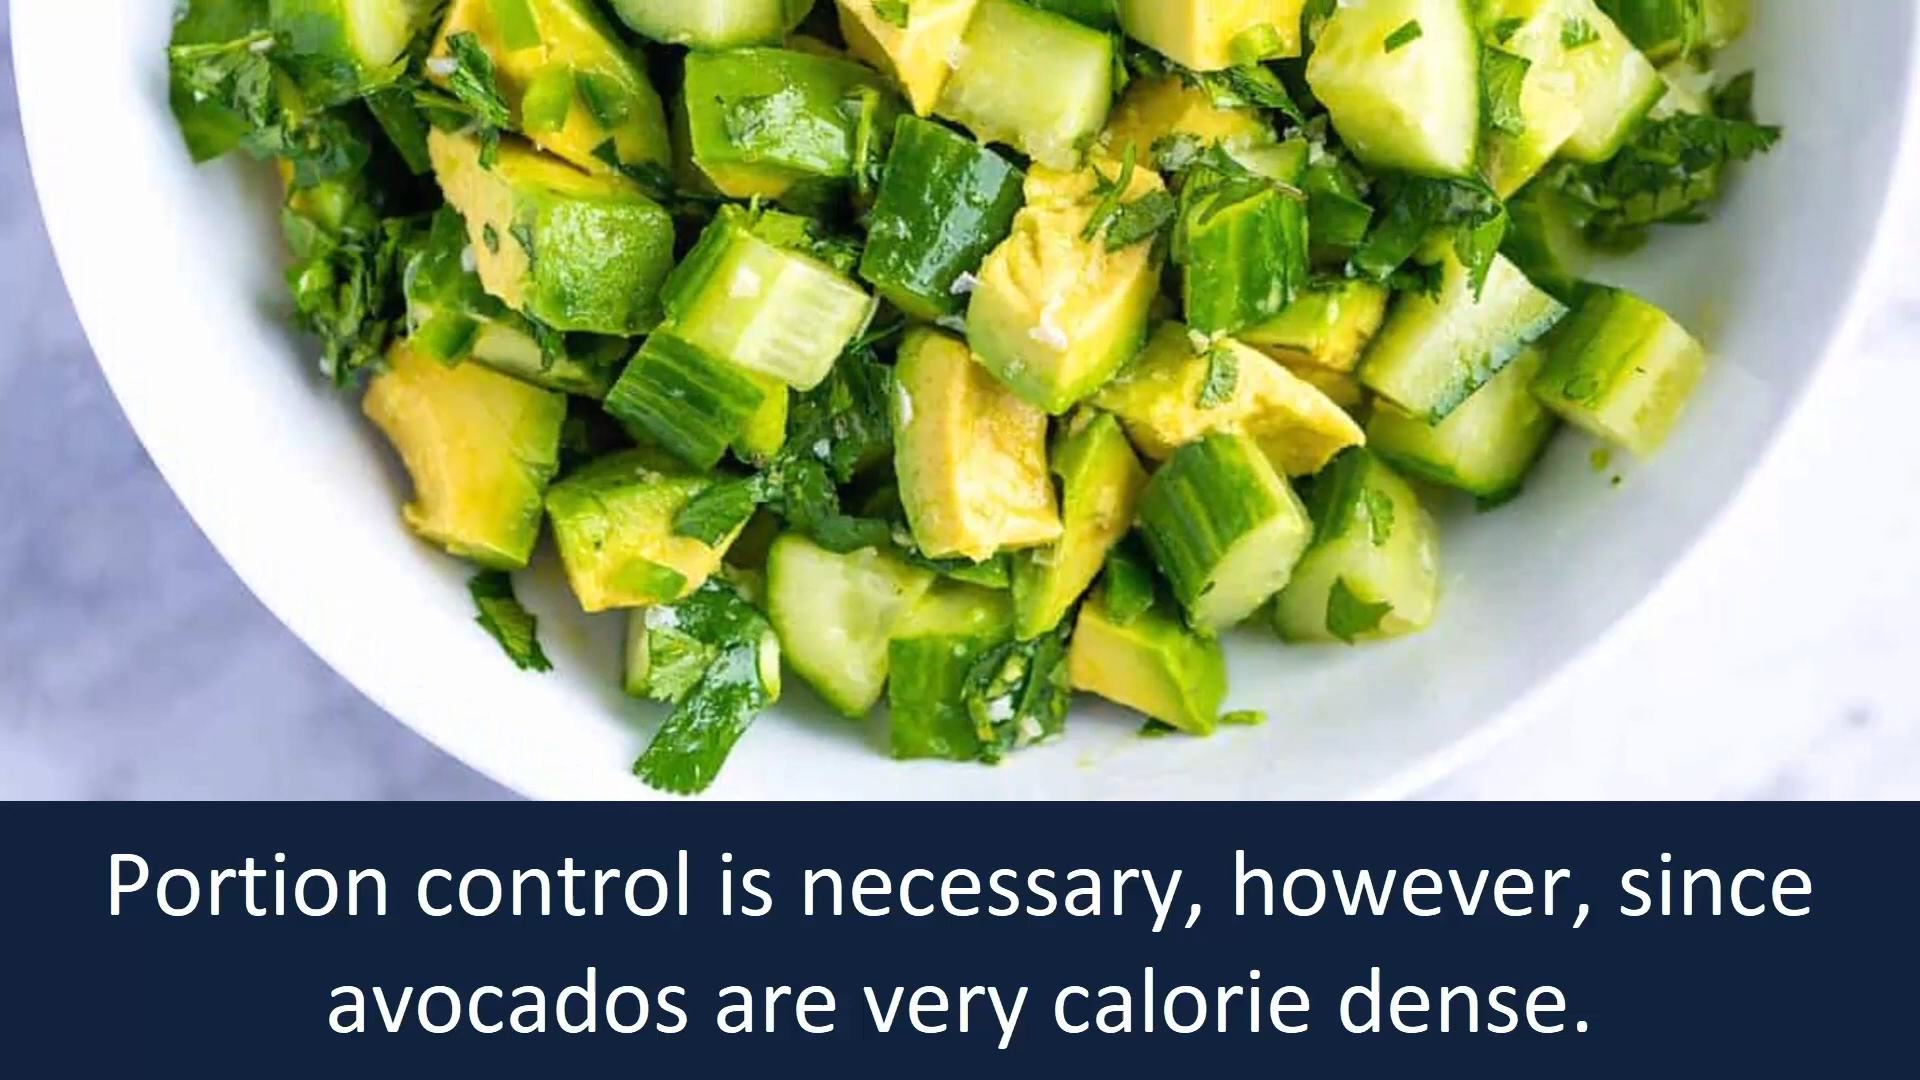 Portion control is necessary, however, since
avocados are very calorie dense.